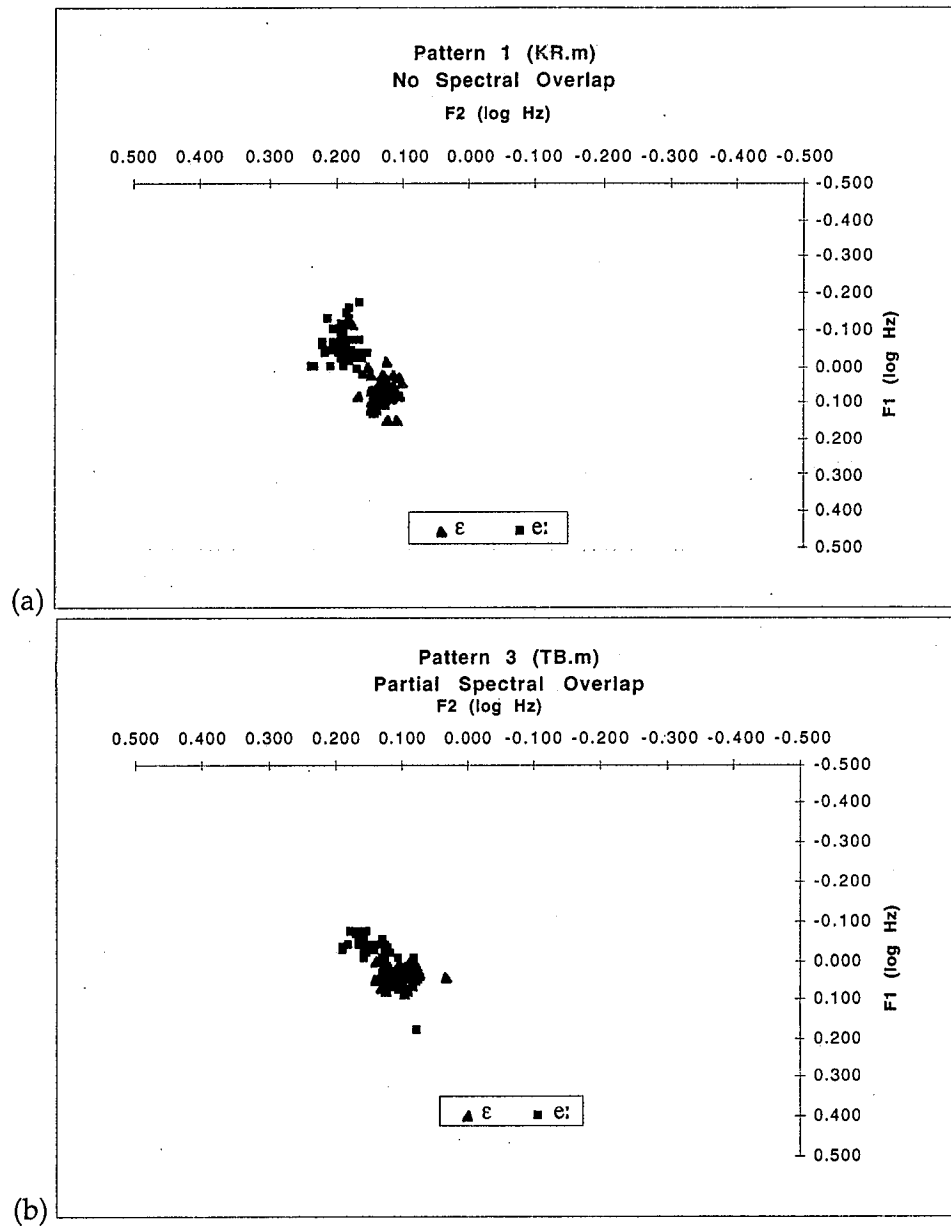 Pattern 1 (KR.m)
No Spectral Overlap
F2 (log Hz)
0.500 0.400 0.300 0.200 0.100 0.000 -0.100 -0.200 -0.300 -0.400 -0.500
-0.500
-0.400
-0.300
-0.200
-0.100
0.000
0.100
0.200
0.300
0.400
0.500
F1 (log Hz)
ε eː
(a)
Pattern 3 (TB.m)
Partial Spectral Overlap
F2 (log Hz)
0.500 0.400 0.300 0.200 0.100 0.000 -0.100 -0.200 -0.300 -0.400 -0.500
-0.500
-0.400
-0.300
-0.200
-0.100
0.000
0.100
0.200
0.300
0.400
0.500
F1 (log Hz)
ε eː
(b)